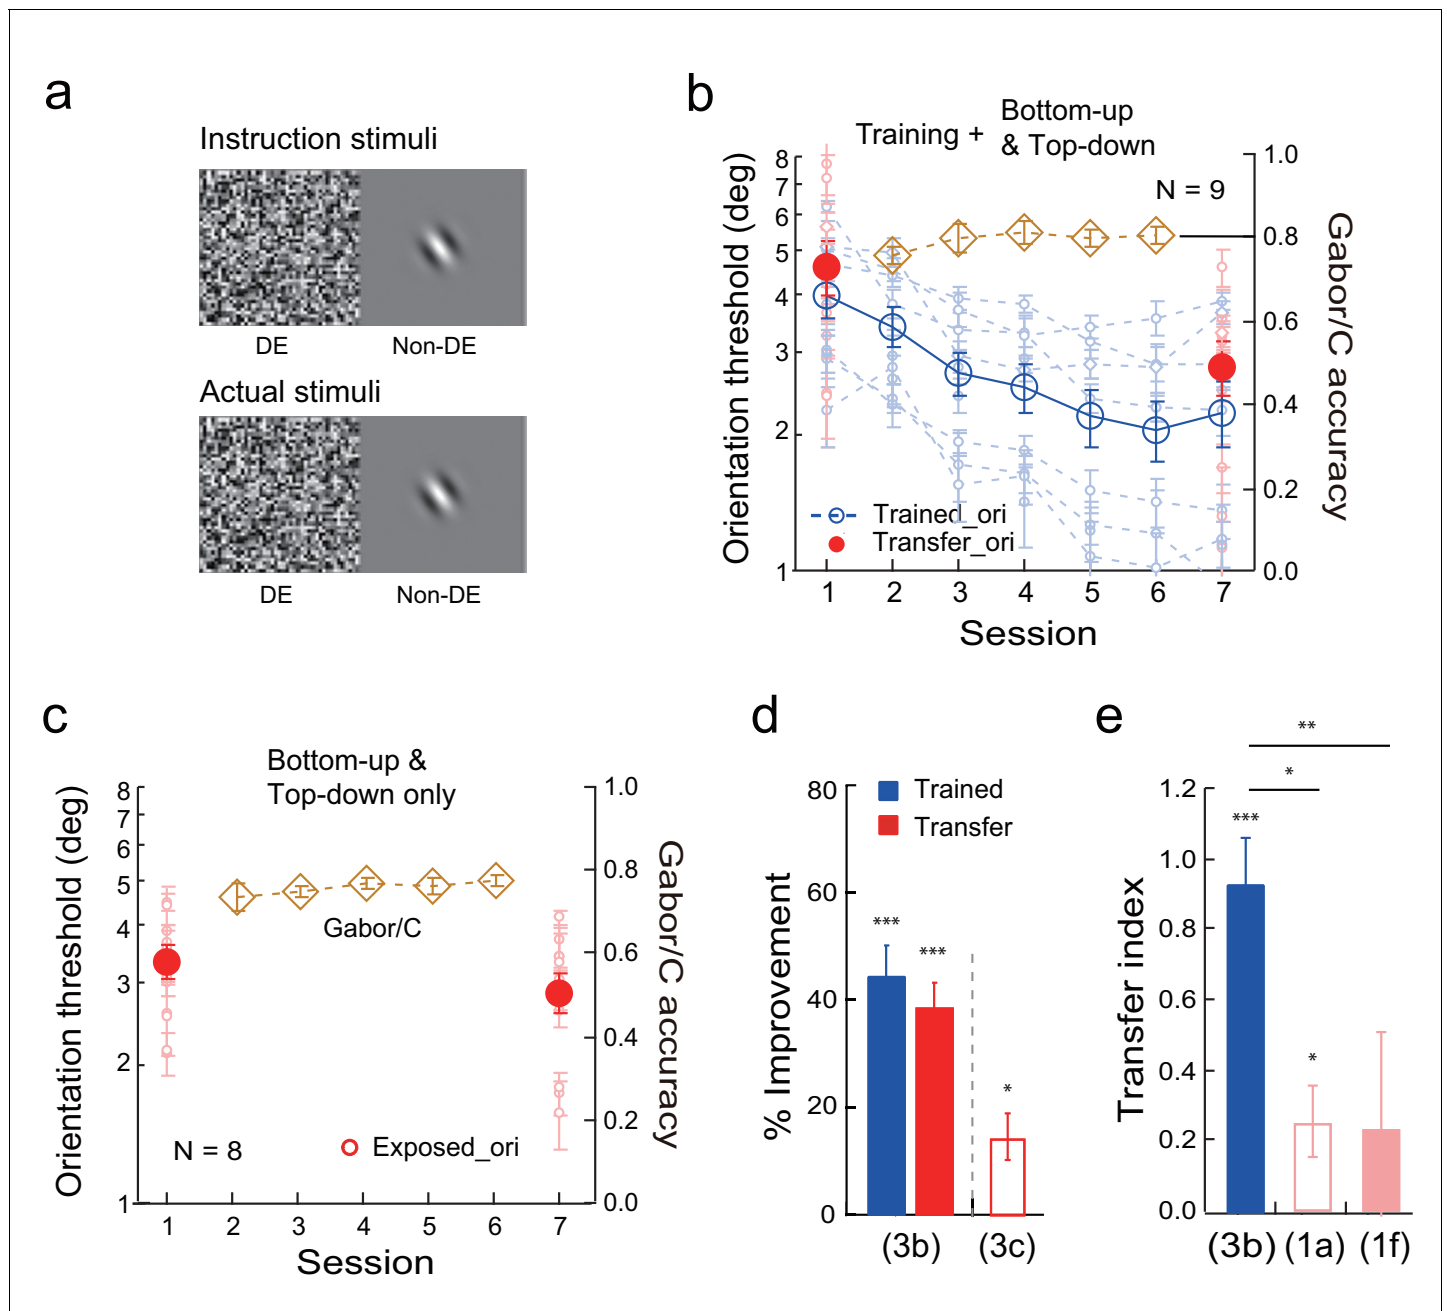 a
Instruction stimuli
DE Non-DE
Actual stimuli
DE Non-DE
b
Training + Bottom-up
& Top-down
N = 9
Orientation threshold (deg)
8
7
6
5
4
3
2
1
1.0
0.8
0.6
0.4
0.2
0.0
Gabor/C accuracy
Trained_ori
Transfer_ori
1 2 3 4 5 6 7
Session
c
Bottom-up &
Top-down only
Orientation threshold (deg)
8
7
6
5
4
3
2
1
1.0
0.8
0.6
0.4
0.2
0.0
Gabor/C accuracy
Gabor/C
N = 8
Exposed_ori
1 2 3 4 5 6 7
Session
d
% Improvement
80
60
40
20
0
Trained
Transfer
***
***
*
(3b) (3c)
e
**
*
Transfer index
1.2
1.0
0.8
0.6
0.4
0.2
0.0
***
*
(3b) (1a) (1f)